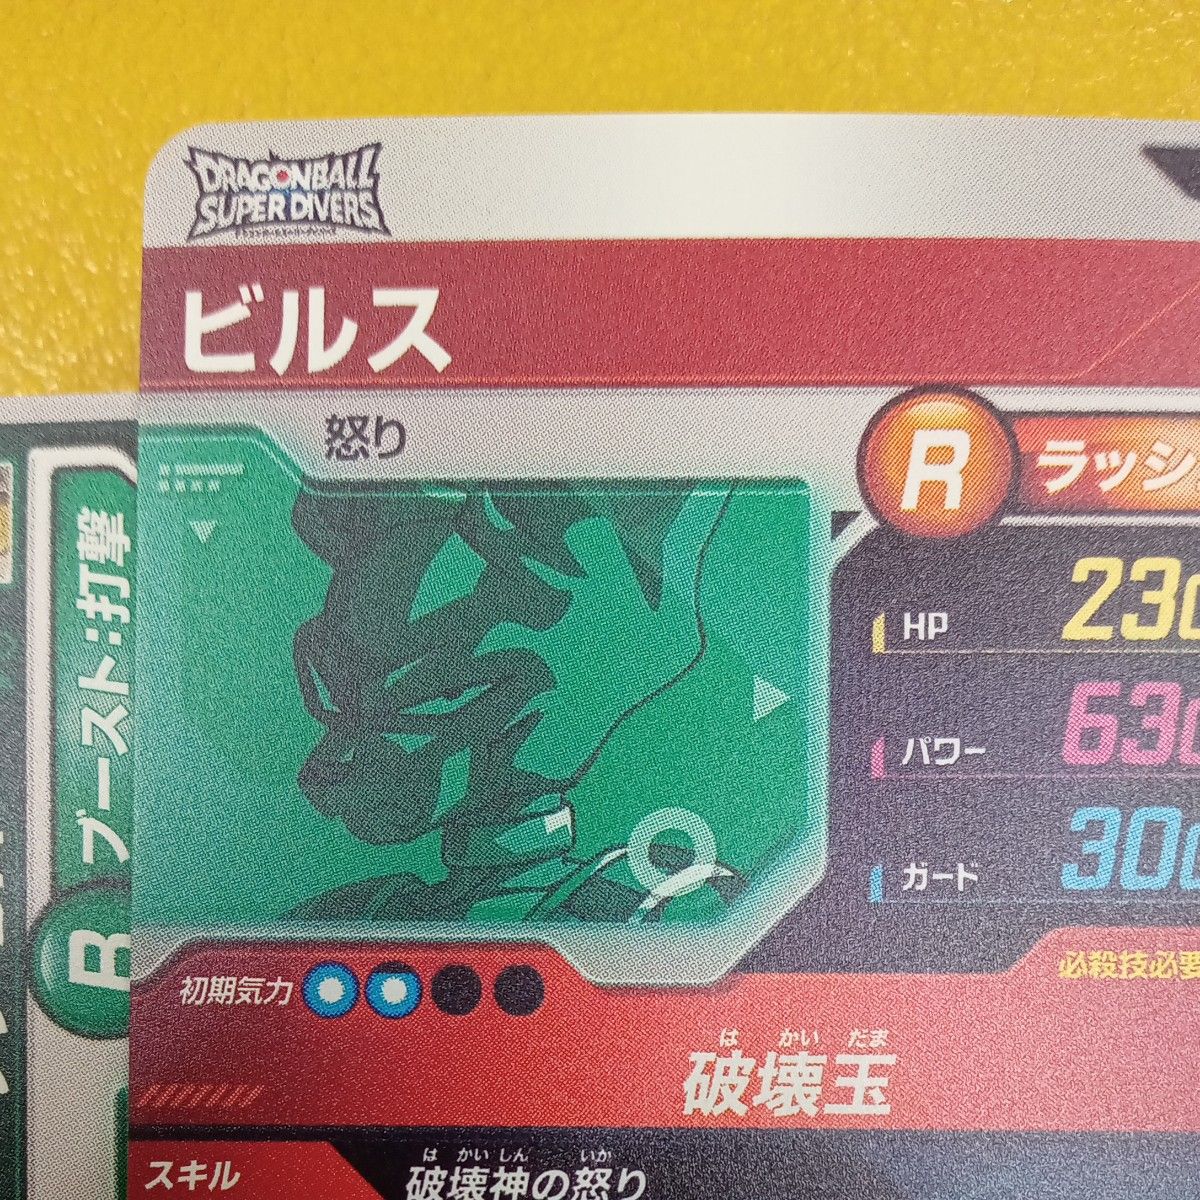 DRAGONBALL
SUPER DIVERS
ビルス
怒り
R ラッシ
HP 230
パワー 630
ガード 300
初期気力
必殺技必要
は かい だま
破壊玉
スキル
は かい しん いか
破壊神の怒り
B ブースト:打撃